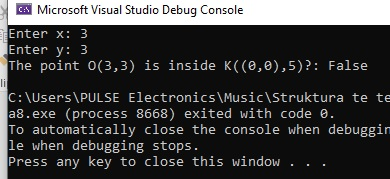 Microsoft Visual Studio Debug Console
Enter x: 3
Enter y: 3
The point O(3,3) is inside K((0,0),5)?: False
C:\Users\PULSE Electronics\Music\Struktura te te
a8.exe (process 8668) exited with code 0.
To automatically close the console when debuggin
le when debugging stops.
Press any key to close this window . . .